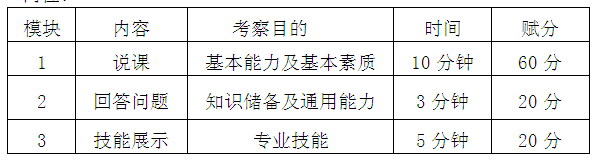 模块 内容 考察目的 时间 赋分
1 说课 基本能力及基本素质 10 分钟 60 分
2 回答问题 知识储备及通用能力 3 分钟 20 分
3 技能展示 专业技能 5 分钟 20 分